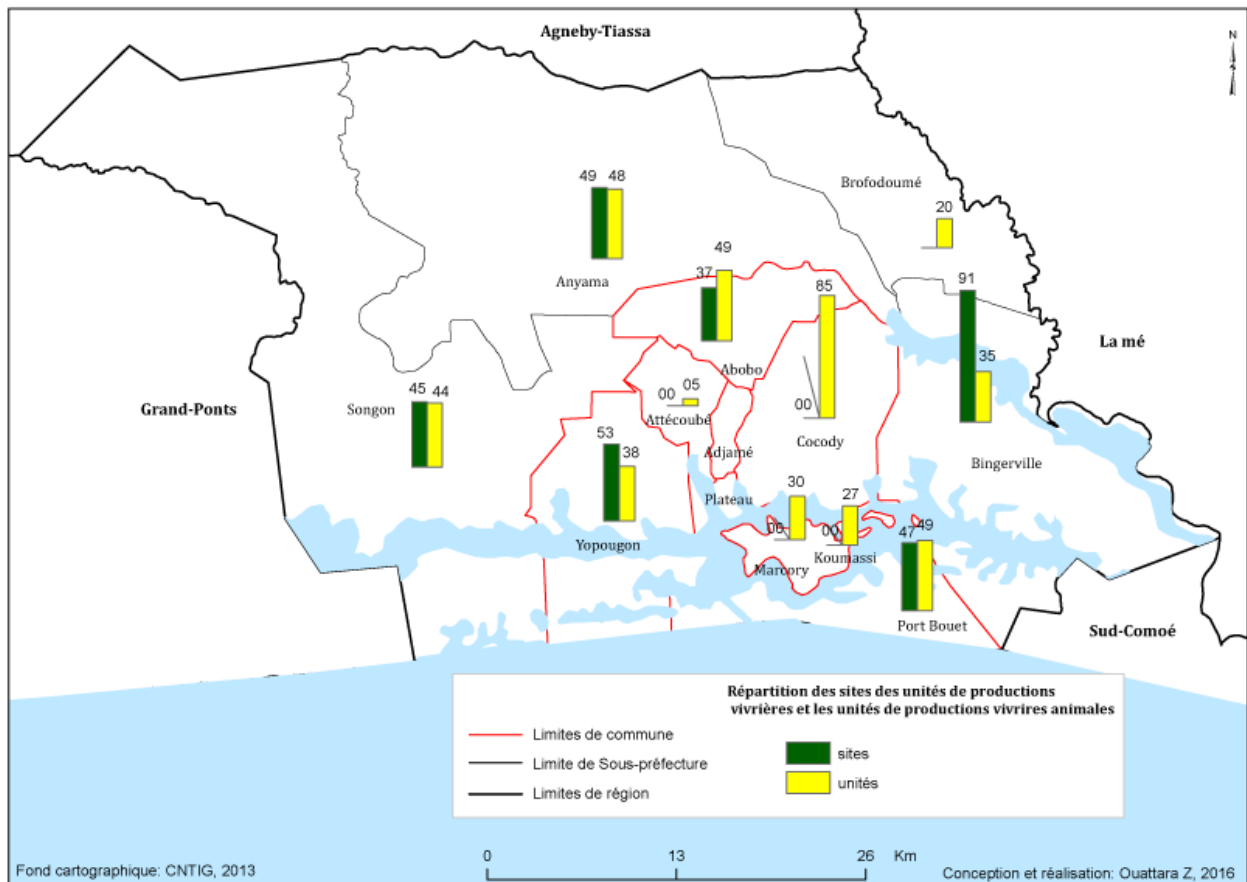 Agneby-Tiassa
N
Brofodoumé
20
49 48
Anyama
49
37
85
91
La mé
35
Abobo
Grand-Ponts
Songon
45 44
00 05
Attécoubé
00
Cocody
Adjamé
Bingerville
53
38
Plateau
30
27
00
00
47 49
Yopougon
Koumassi
Marcory
Port Bouet
Sud-Comoé
Répartition des sites des unités de productions
vivrières et les unités de productions vivrires animales
Limites de commune
Limite de Sous-préfecture
Limites de région
sites
unités
0 13 26 Km
Fond cartographique: CNTIG, 2013
Conception et réalisation: Ouattara Z, 2016